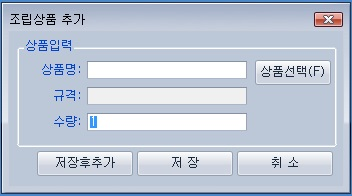 조립상품 추가
상품입력
상품명: 상품선택(F)
규격:
수량: 1
저장후추가 저 장 취 소